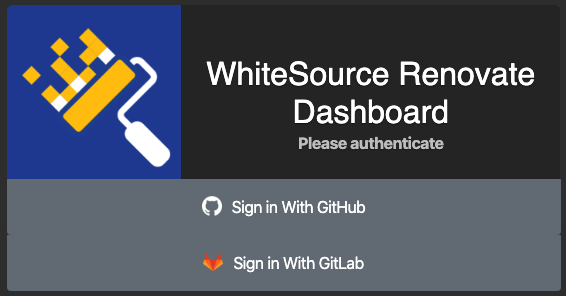 WhiteSource Renovate
Dashboard
Please authenticate
Sign in With GitHub
Sign in With GitLab